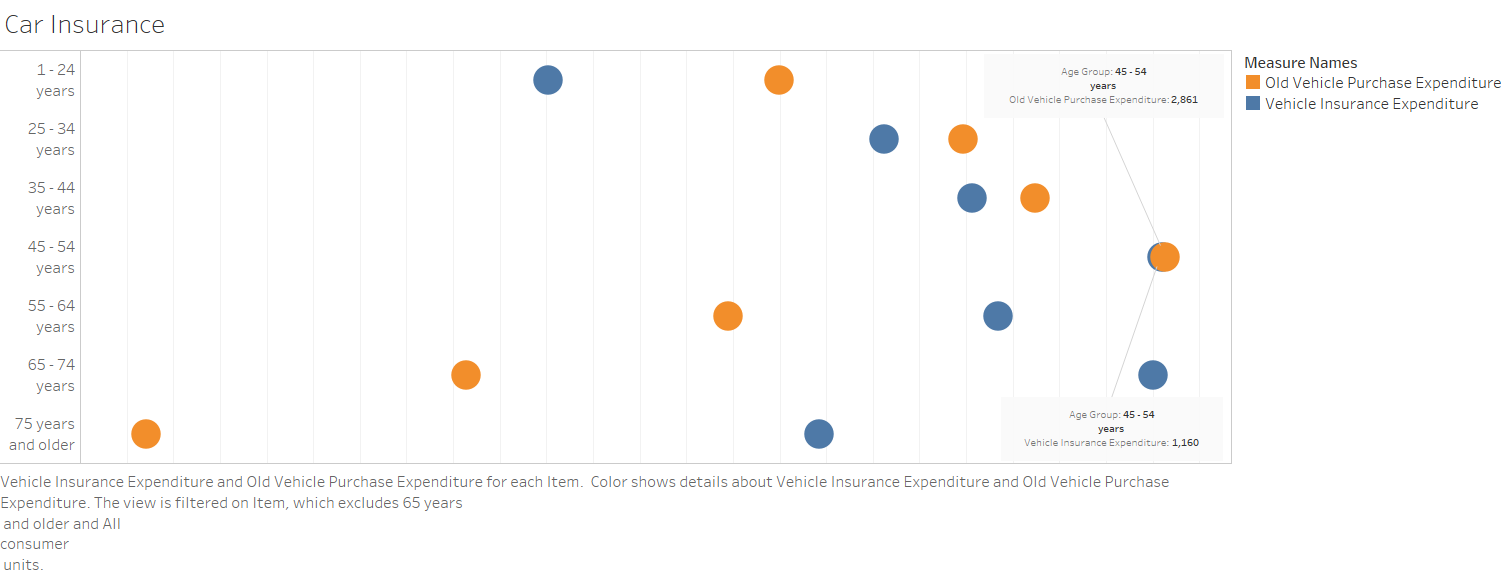 Car Insurance
1 - 24
years
25 - 34
years
35 - 44
years
45 - 54
years
55 - 64
years
65 - 74
years
75 years
and older
Age Group: 45 - 54
years
Old Vehicle Purchase Expenditure: 2,861
Age Group: 45 - 54
years
Vehicle Insurance Expenditure: 1,160
Measure Names
Old Vehicle Purchase Expenditure
Vehicle Insurance Expenditure
Vehicle Insurance Expenditure and Old Vehicle Purchase Expenditure for each Item.  Color shows details about Vehicle Insurance Expenditure and Old Vehicle Purchase
Expenditure. The view is filtered on Item, which excludes 65 years
and older and All
consumer
units.